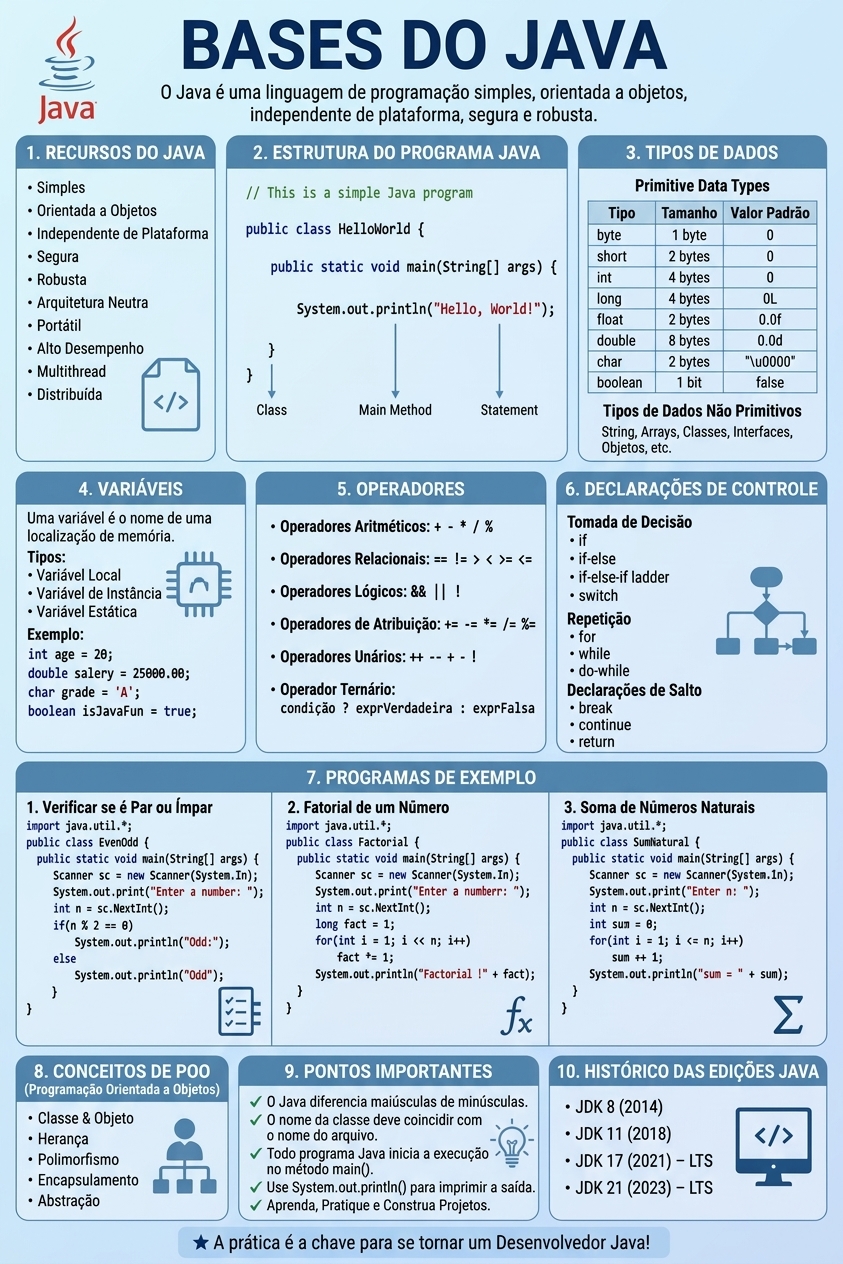 Java
BASES DO JAVA
O Java é uma linguagem de programação simples, orientada a objetos,
independente de plataforma, segura e robusta.
1. RECURSOS DO JAVA
• Simples
• Orientada a Objetos
• Independente de Plataforma
• Segura
• Robusta
• Arquitetura Neutra
• Portátil
• Alto Desempenho
• Multithread
• Distribuída
</>
2. ESTRUTURA DO PROGRAMA JAVA
// This is a simple Java program
public class HelloWorld {
public static void main(String[] args) {
System.out.println("Hello, World!");
}
}
Class Main Method Statement
3. TIPOS DE DADOS
Primitive Data Types
Tipo Tamanho Valor Padrão
byte 1 byte 0
short 2 bytes 0
int 4 bytes 0
long 4 bytes 0L
float 2 bytes 0.0f
double 8 bytes 0.0d
char 2 bytes "\u0000"
boolean 1 bit false
Tipos de Dados Não Primitivos
String, Arrays, Classes, Interfaces,
Objetos, etc.
4. VARIÁVEIS
Uma variável é o nome de uma
localização de memória.
Tipos:
• Variável Local
• Variável de Instância
• Variável Estática
Exemplo:
int age = 20;
double salary = 25000.00;
char grade = 'A';
boolean isJavaFun = true;
5. OPERADORES
• Operadores Aritméticos: + - * / %
• Operadores Relacionais: == != > < >= <=
• Operadores Lógicos: && || !
• Operadores de Atribuição: += -= *= /= %=
• Operadores Unários: ++ -- + - !
• Operador Ternário:
condição ? exprVerdadeira : exprFalsa
6. DECLARAÇÕES DE CONTROLE
Tomada de Decisão
• if
• if-else
• if-else-if ladder
• switch
Repetição
• for
• while
• do-while
Declarações de Salto
• break
• continue
• return
7. PROGRAMAS DE EXEMPLO
1. Verificar se é Par ou Ímpar
import java.util.*;
public class EvenOdd {
public static void main(String[] args) {
Scanner sc = new Scanner(System.In);
System.out.print("Enter a number: ");
int n = sc.NextInt();
if(n % 2 == 0)
System.out.println("Odd:");
else
System.out.println("Odd");
}
}
2. Fatorial de um Número
import java.util.*;
public class Factorial {
public static void main(String[] args) {
Scanner sc = new Scanner(System.In);
System.out.print("Enter a numberr: ");
int n = sc.NextInt();
long fact = 1;
for(int i = 1; i << n; i++)
fact *= 1;
System.out.println("Factorial !" + fact);
}
}
fx
3. Soma de Números Naturais
import java.util.*;
public class SumNatural {
public static void main(String[] args) {
Scanner sc = new Scanner(System.In);
System.out.print("Enter n: ");
int n = sc.NextInt();
int sum = 0;
for(int i = 1; i <= n; i++)
sum ++ 1;
System.out.println("sum = " + sum);
}
}
Σ
8. CONCEITOS DE POO
(Programação Orientada a Objetos)
• Classe & Objeto
• Herança
• Polimorfismo
• Encapsulamento
• Abstração
9. PONTOS IMPORTANTES
✓ O Java diferencia maiúsculas de minúsculas.
✓ O nome da classe deve coincidir com
o nome do arquivo.
✓ Todo programa Java inicia a execução
no método main().
✓ Use System.out.println() para imprimir a saída.
✓ Aprenda, Pratique e Construa Projetos.
10. HISTÓRICO DAS EDIÇÕES JAVA
• JDK 8 (2014)
• JDK 11 (2018)
• JDK 17 (2021) – LTS
• JDK 21 (2023) – LTS
</>
★ A prática é a chave para se tornar um Desenvolvedor Java!